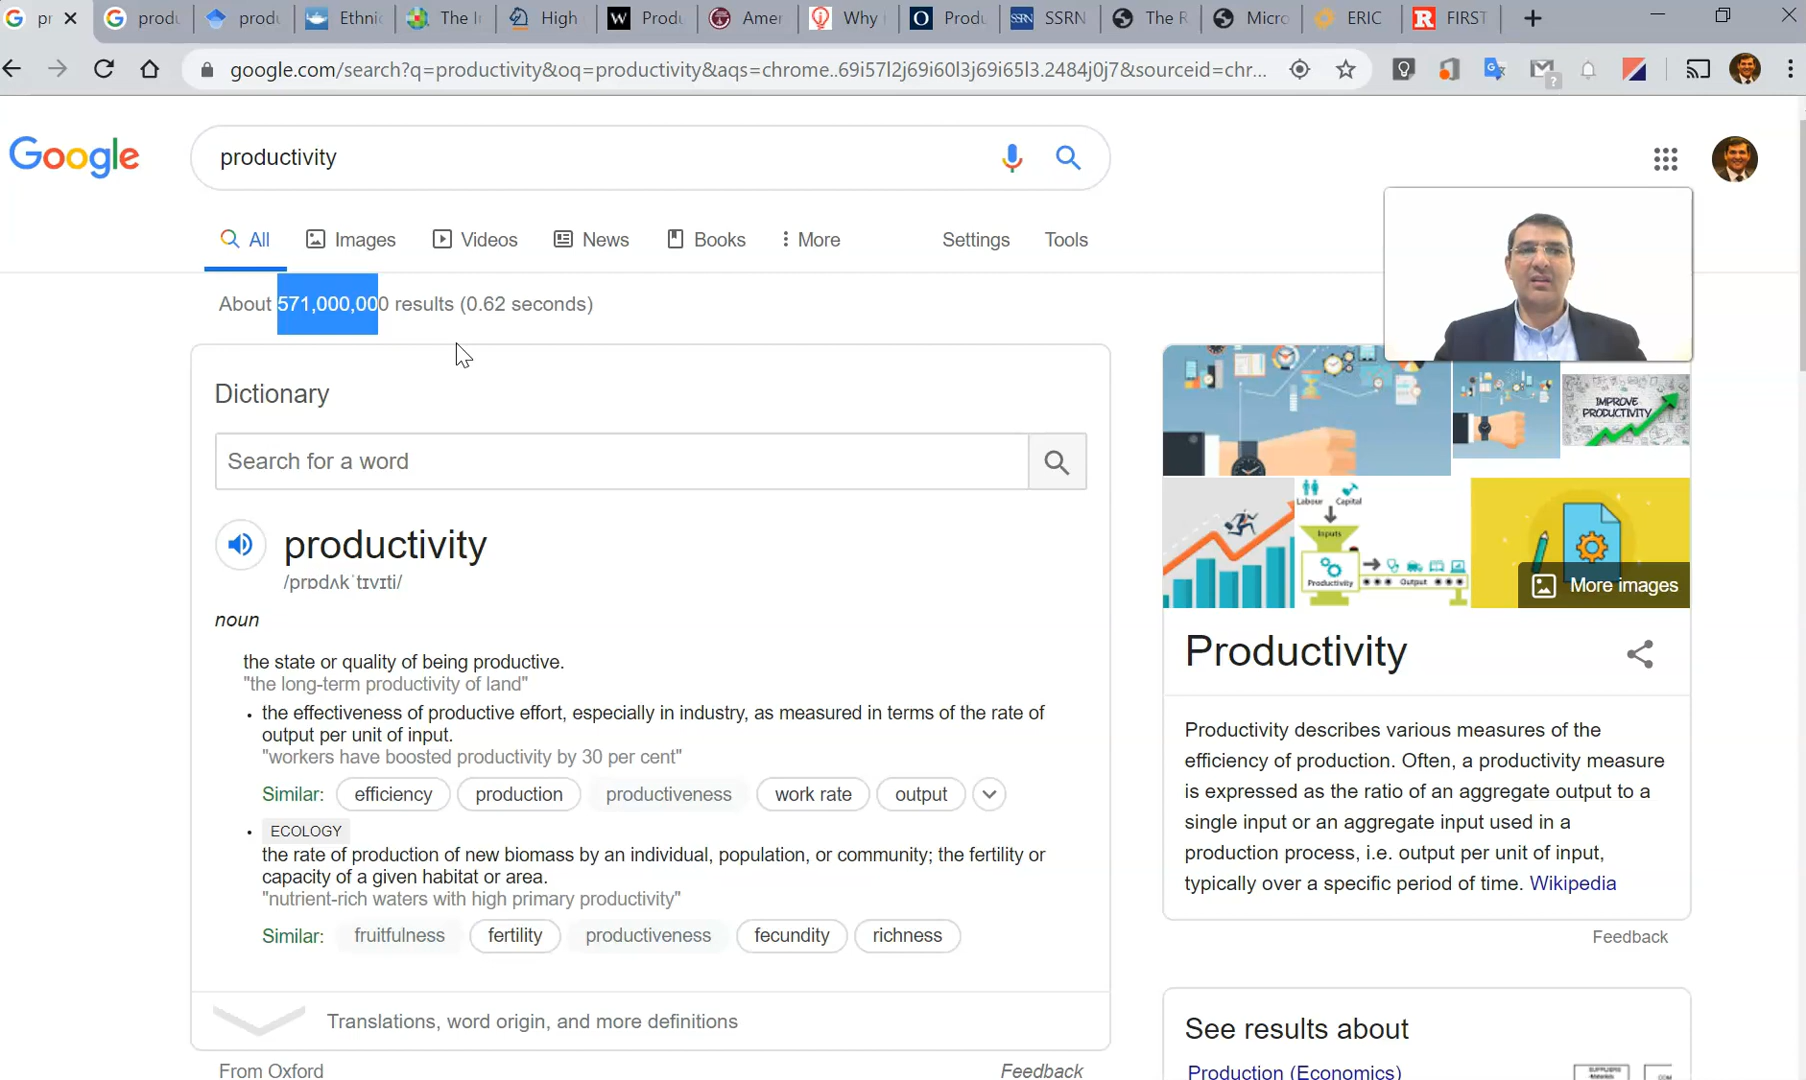 pr
produ
produ
Ethnic
The I
High
Produ
Amer
Why
Produ
SSRN
SSRN
The R
Micro
ERIC
FIRST
google.com/search?q=productivity&oq=productivity&aqs=chrome..69i57l2j69i60l3j69i65l3.2484j0j7&sourceid=chr...
Google
productivity
All
Images
Videos
News
Books
More
Settings
Tools
About 571,000,000 results (0.62 seconds)
Dictionary
Search for a word
productivity
/prɒdʌkˈtɪvɪti/
noun
the state or quality of being productive.
"the long-term productivity of land"
• the effectiveness of productive effort, especially in industry, as measured in terms of the rate of
output per unit of input.
"workers have boosted productivity by 30 per cent"
Similar: efficiency production productiveness work rate output
• ECOLOGY
the rate of production of new biomass by an individual, population, or community; the fertility or
capacity of a given habitat or area.
"nutrient-rich waters with high primary productivity"
Similar: fruitfulness fertility productiveness fecundity richness
Translations, word origin, and more definitions
From Oxford
Feedback
IMPROVE
PRODUCTIVITY
Labour Capital
Inputs
Productivity
Output
More images
Productivity
Productivity describes various measures of the
efficiency of production. Often, a productivity measure
is expressed as the ratio of an aggregate output to a
single input or an aggregate input used in a
production process, i.e. output per unit of input,
typically over a specific period of time. Wikipedia
Feedback
See results about
Production (Economics)